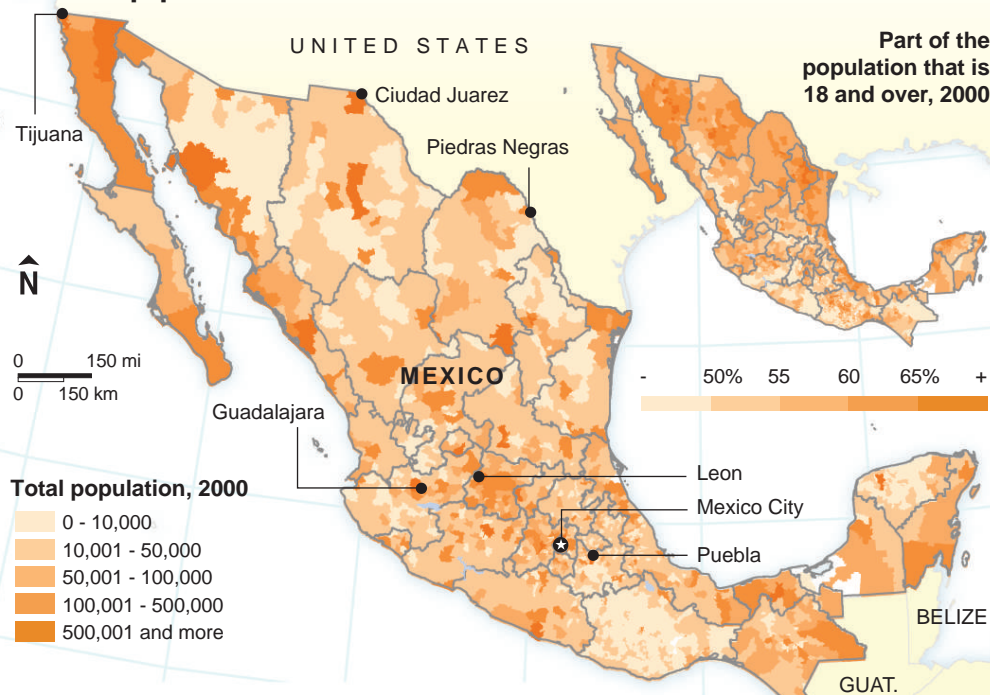 UNITED STATES
Part of the
population that is
18 and over, 2000
Tijuana
Ciudad Juarez
Piedras Negras
N
0 150 mi
0 150 km
MEXICO
- 50% 55 60 65% +
Guadalajara
Leon
Mexico City
Puebla
Total population, 2000
0 - 10,000
10,001 - 50,000
50,001 - 100,000
100,001 - 500,000
500,001 and more
BELIZE
GUAT.